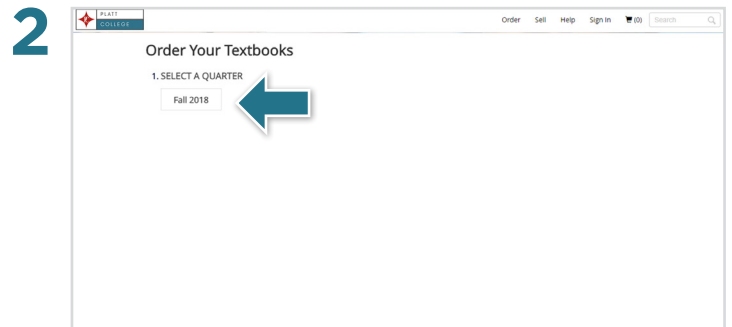 2
PLATT
COLLEGE
Order Sell Help Sign In (0) Search
Order Your Textbooks
1. SELECT A QUARTER
Fall 2018